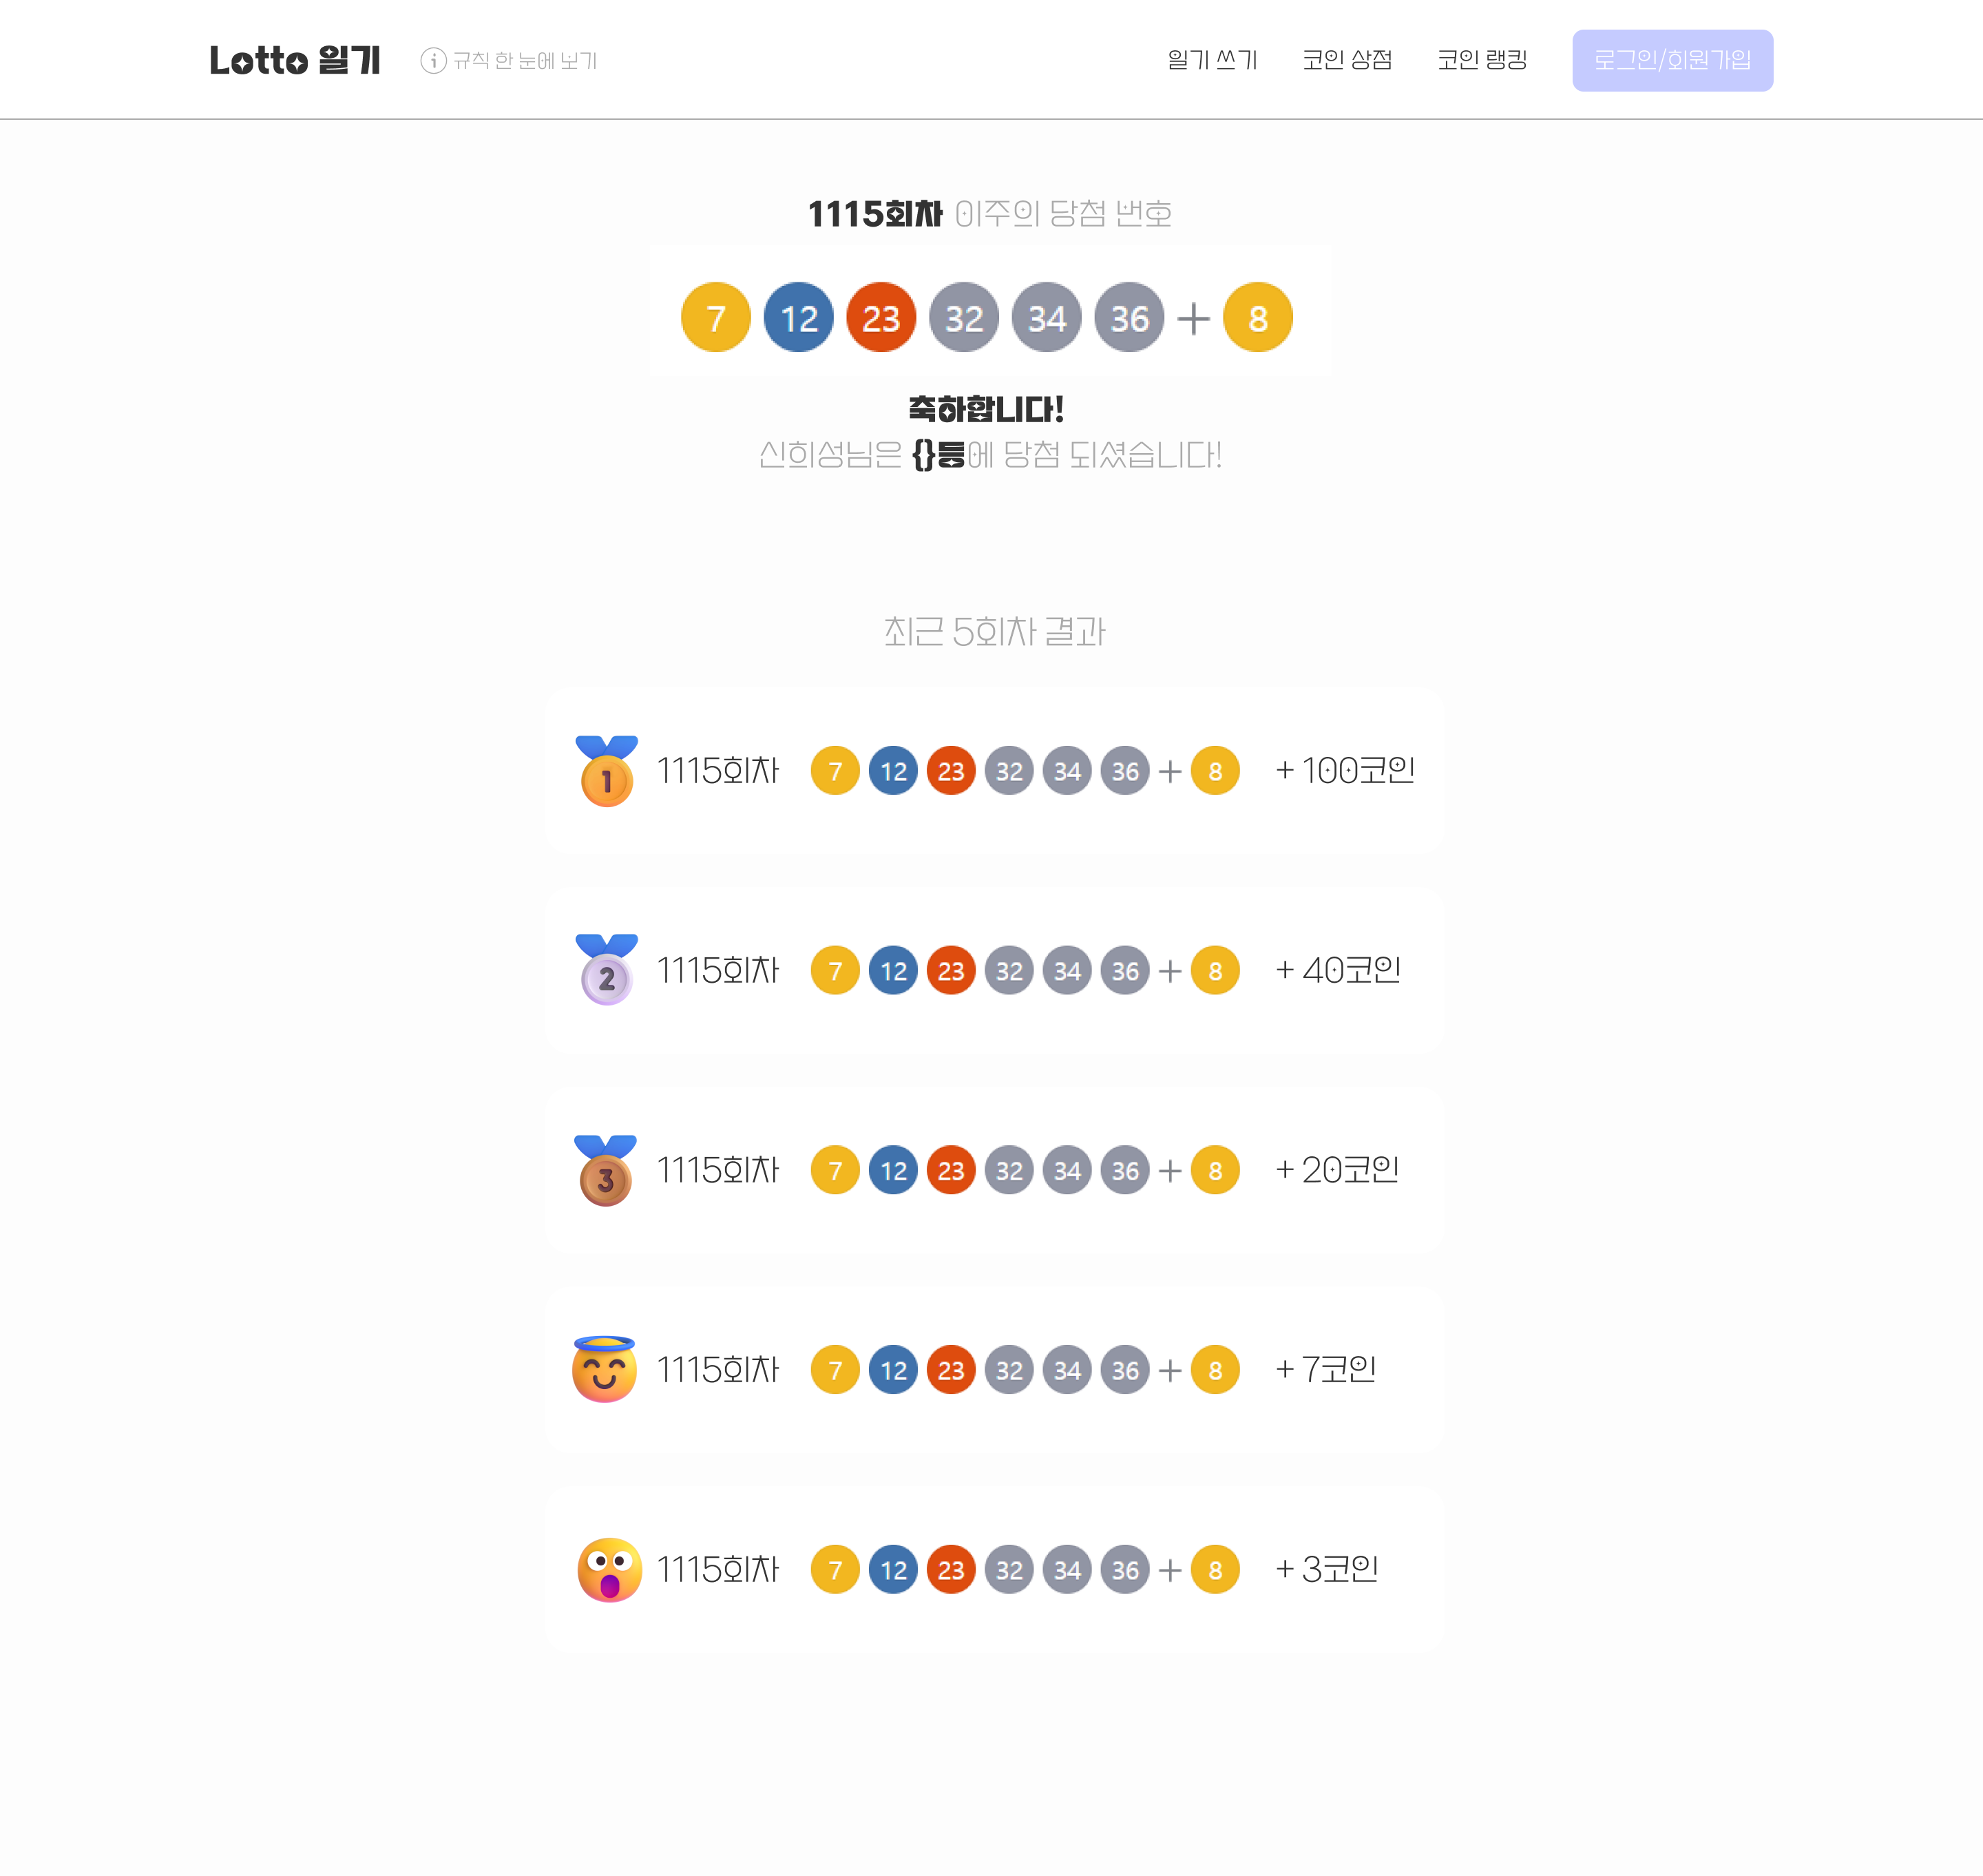 Lotto 일기 규칙 한 눈에 보기 일기 쓰기 코인 상점 코인 랭킹 로그인/회원가입
1115회차 이주의 당첨 번호
7 12 23 32 34 36 + 8
축하합니다!
신희성님은 {}등에 당첨 되셨습니다!
최근 5회차 결과
1 1115회차 7 12 23 32 34 36 + 8 + 100코인
2 1115회차 7 12 23 32 34 36 + 8 + 40코인
3 1115회차 7 12 23 32 34 36 + 8 + 20코인
1115회차 7 12 23 32 34 36 + 8 + 7코인
1115회차 7 12 23 32 34 36 + 8 + 3코인